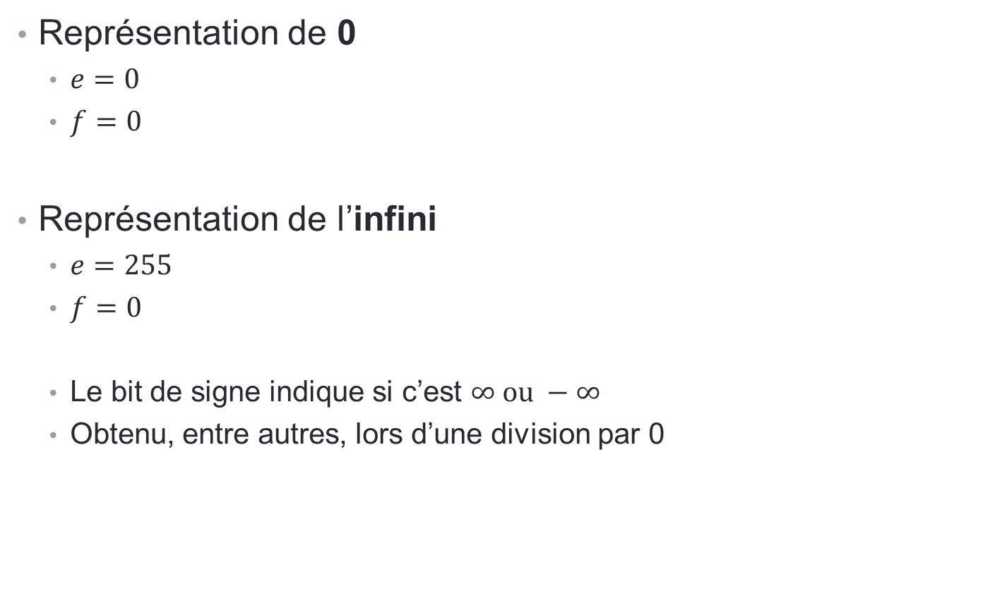 • Représentation de 0
• e = 0
• f = 0
• Représentation de l’infini
• e = 255
• f = 0
• Le bit de signe indique si c’est ∞ ou − ∞
• Obtenu, entre autres, lors d’une division par 0